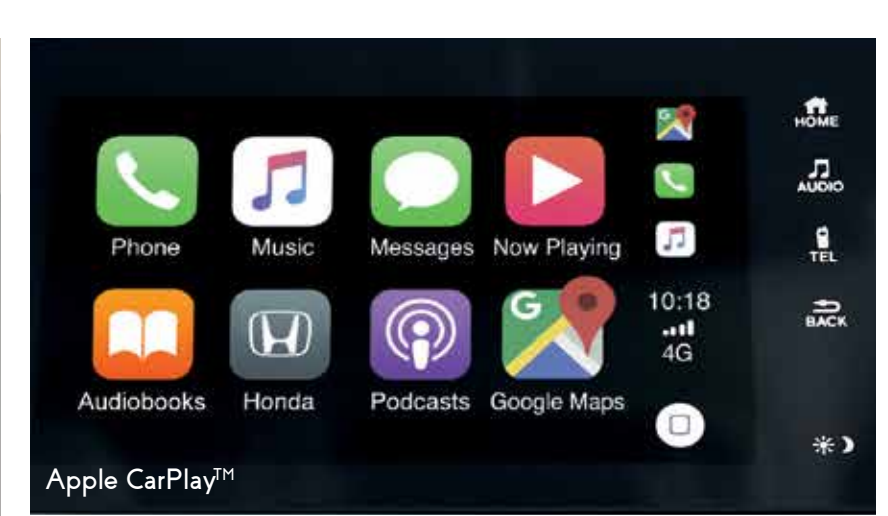 HOME
AUDIO
Phone Music Messages Now Playing
TEL
10:18
4G
BACK
Audiobooks Honda Podcasts Google Maps
Apple CarPlay™